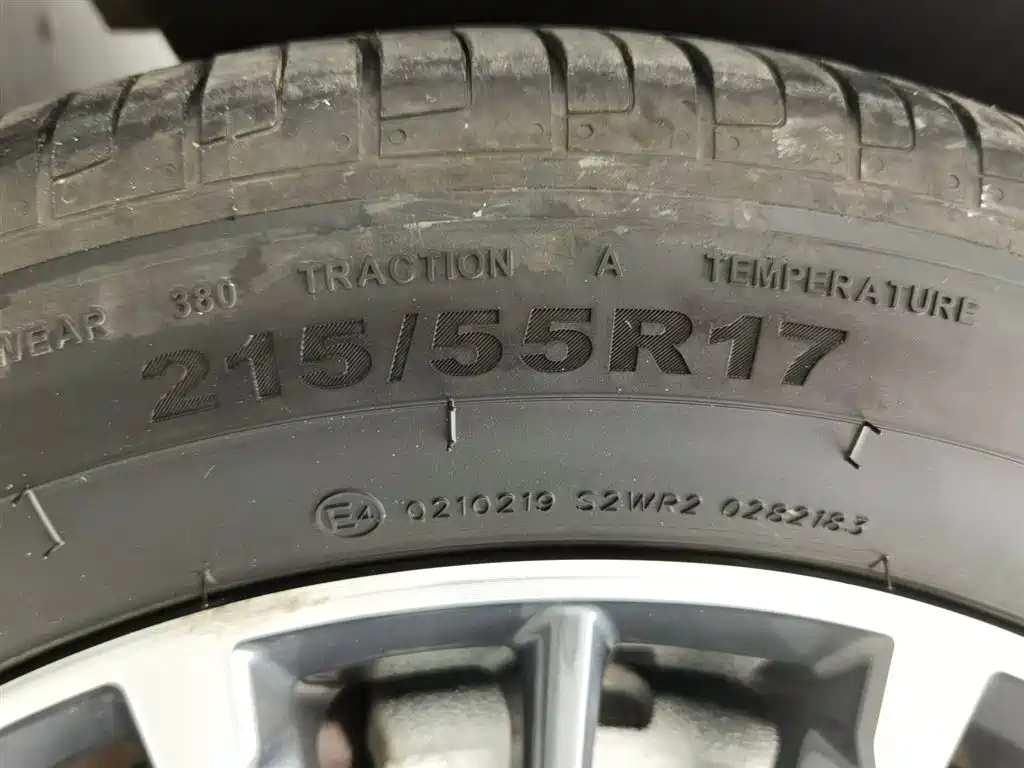 WEAR 380 TRACTION A TEMPERATURE
215/55R17
E4 0210219 S2WR2 0282183